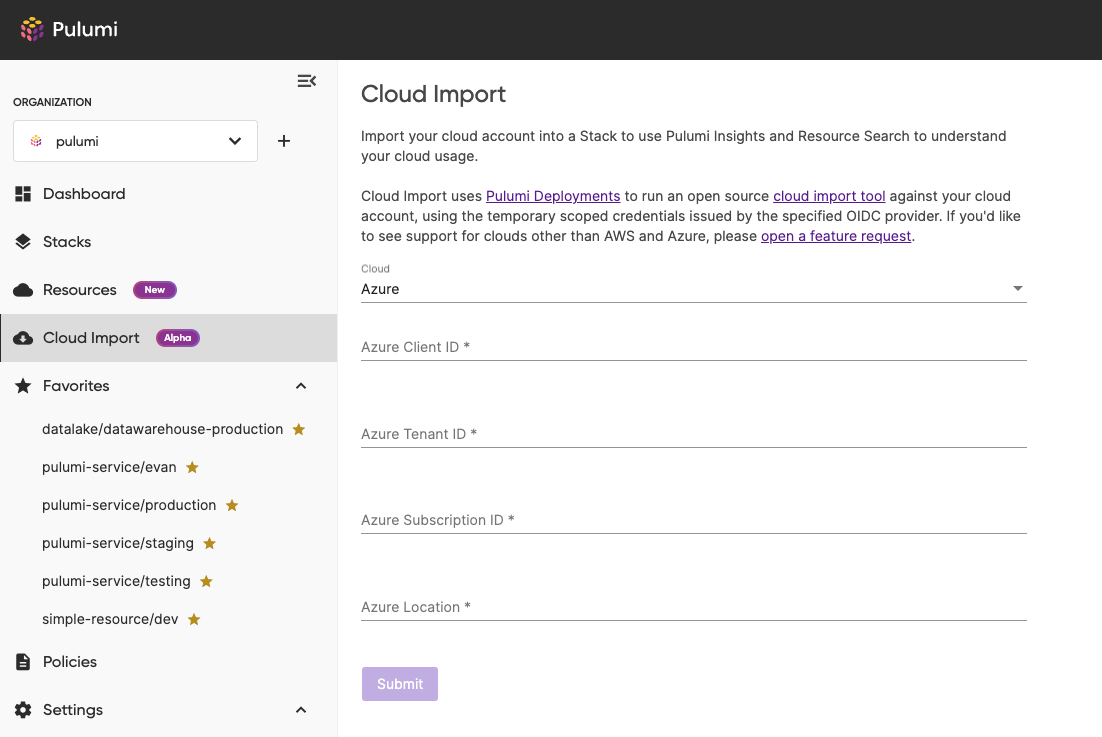 Pulumi
ORGANIZATION
pulumi
Dashboard
Stacks
Resources New
Cloud Import Alpha
Favorites
datalake/datawarehouse-production
pulumi-service/evan
pulumi-service/production
pulumi-service/staging
pulumi-service/testing
simple-resource/dev
Policies
Settings
Cloud Import
Import your cloud account into a Stack to use Pulumi Insights and Resource Search to understand
your cloud usage.
Cloud Import uses Pulumi Deployments to run an open source cloud import tool against your cloud
account, using the temporary scoped credentials issued by the specified OIDC provider. If you'd like
to see support for clouds other than AWS and Azure, please open a feature request.
Cloud
Azure
Azure Client ID *
Azure Tenant ID *
Azure Subscription ID *
Azure Location *
Submit